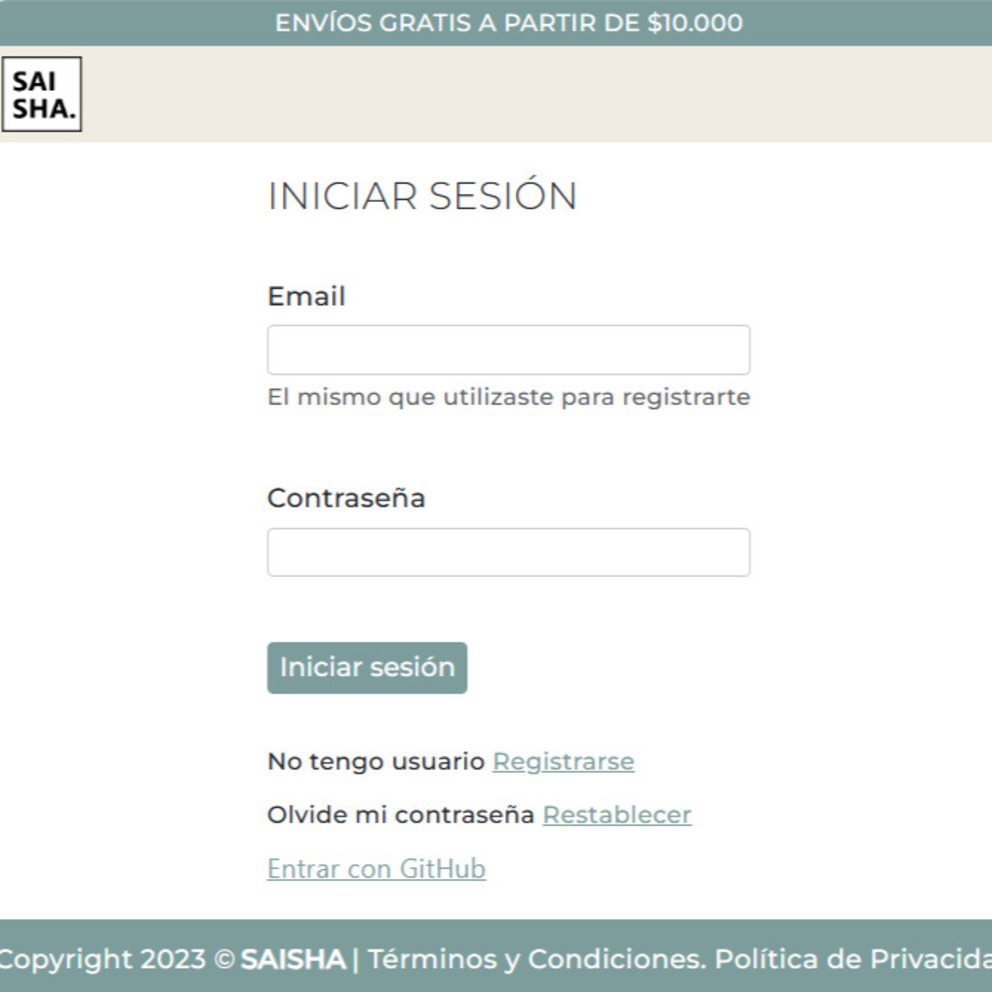 ENVÍOS GRATIS A PARTIR DE $10.000
SAI
SHA.
INICIAR SESIÓN
Email
El mismo que utilizaste para registrarte
Contraseña
Iniciar sesión
No tengo usuario Registrarse
Olvide mi contraseña Restablecer
Entrar con GitHub
Copyright 2023 © SAISHA | Términos y Condiciones. Política de Privacida